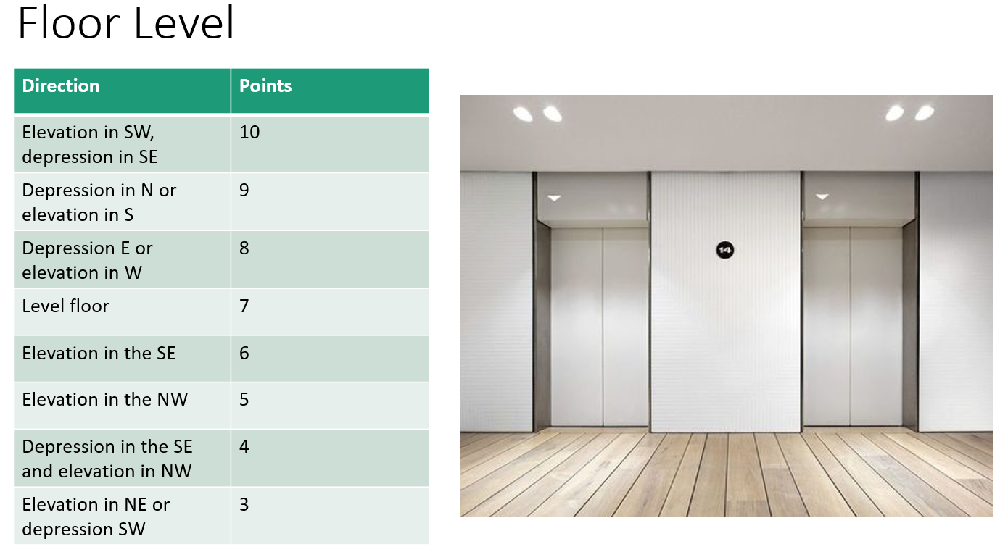 Floor Level
Direction Points
Elevation in SW, 10
depression in SE
Depression in N or 9
elevation in S
Depression E or 8
elevation in W
Level floor 7
Elevation in the SE 6
Elevation in the NW 5
Depression in the SE 4
and elevation in NW
Elevation in NE or 3
depression SW
14